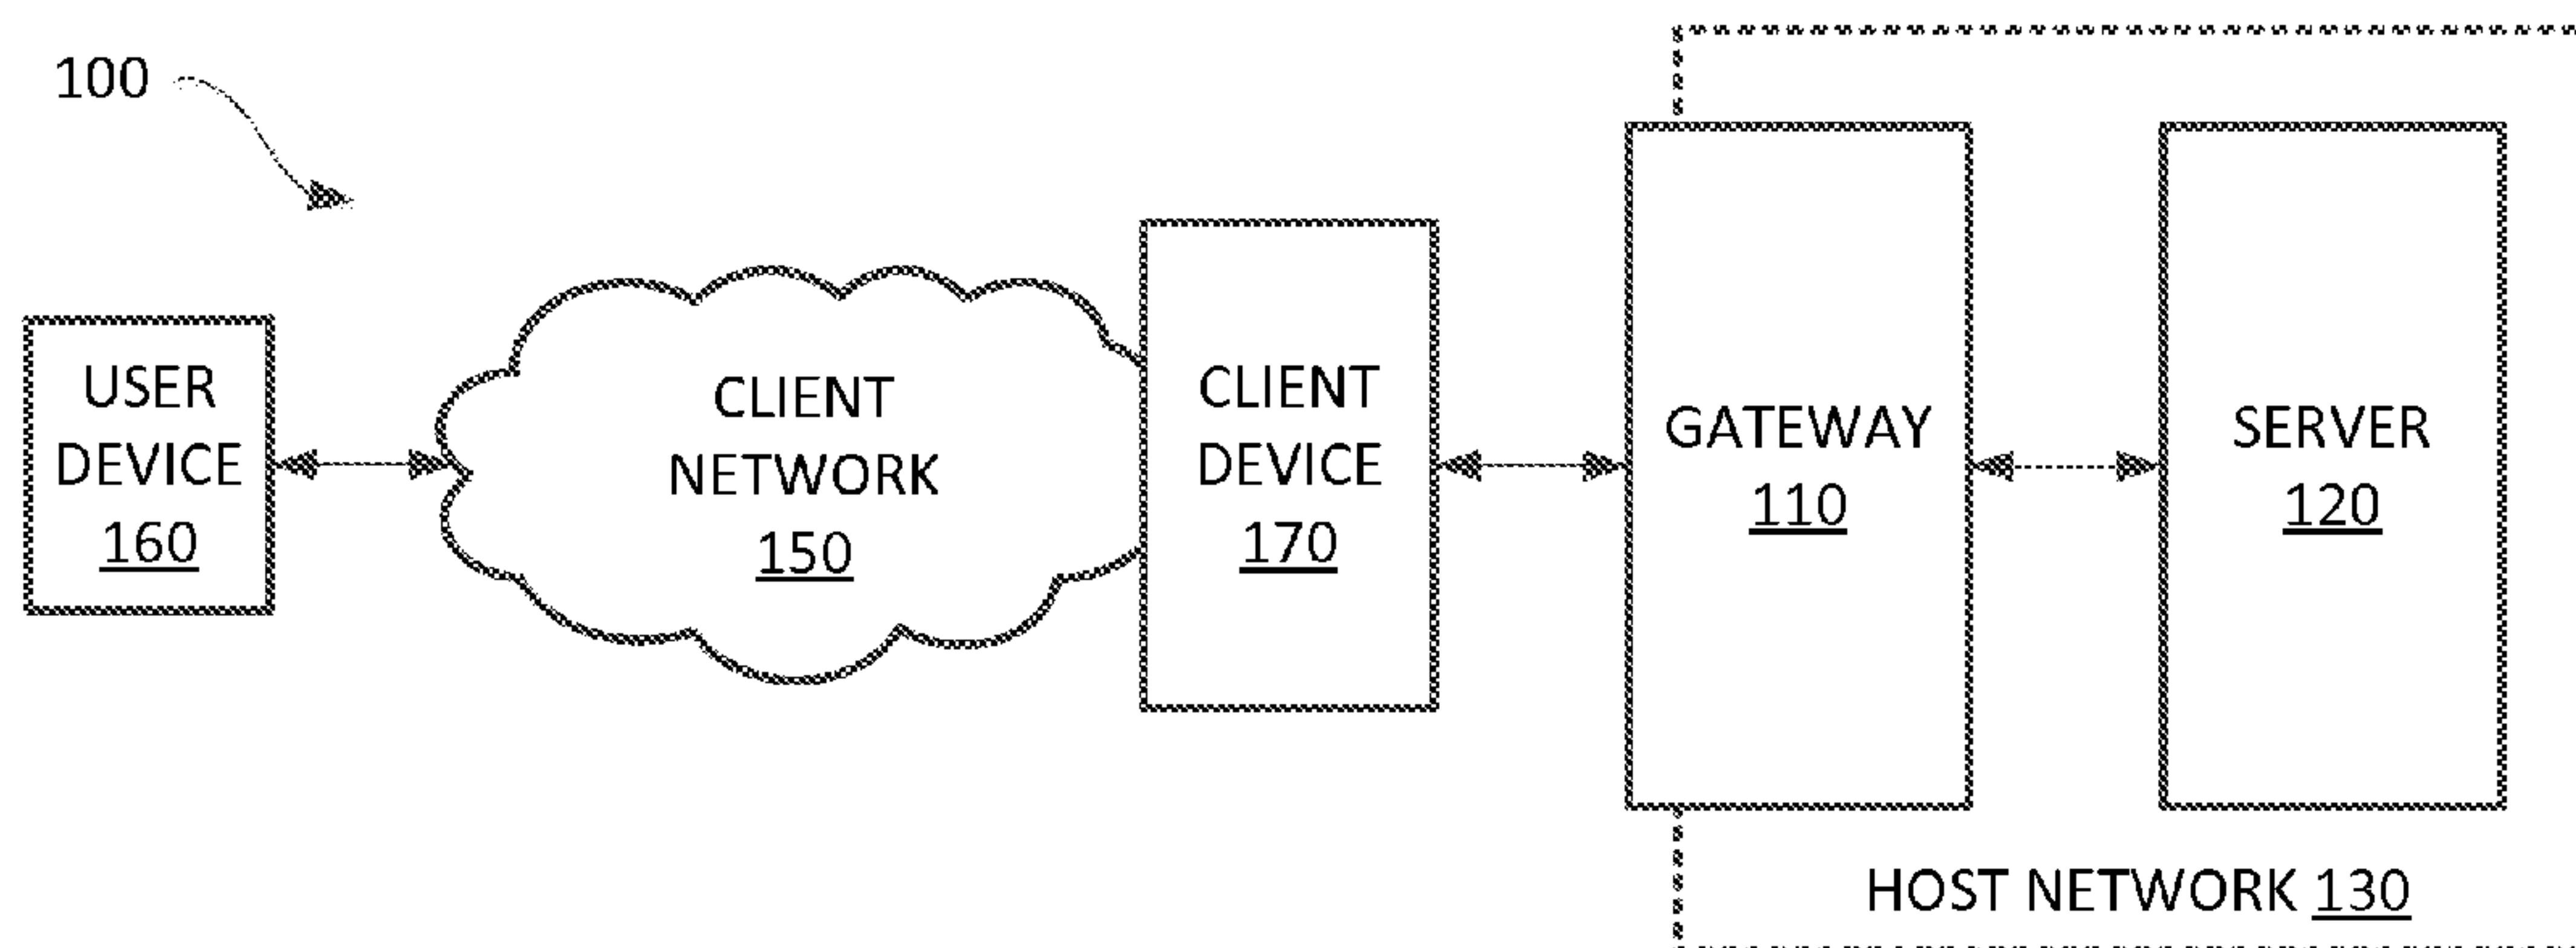 100
USER
DEVICE
160
CLIENT
NETWORK
150
CLIENT
DEVICE
170
GATEWAY
110
SERVER
120
HOST NETWORK 130